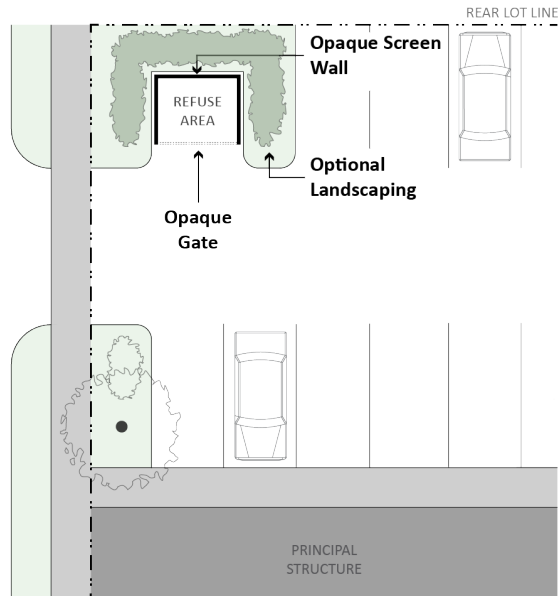 REAR LOT LINE
Opaque Screen
Wall
REFUSE
AREA
Optional
Landscaping
Opaque
Gate
PRINCIPAL
STRUCTURE